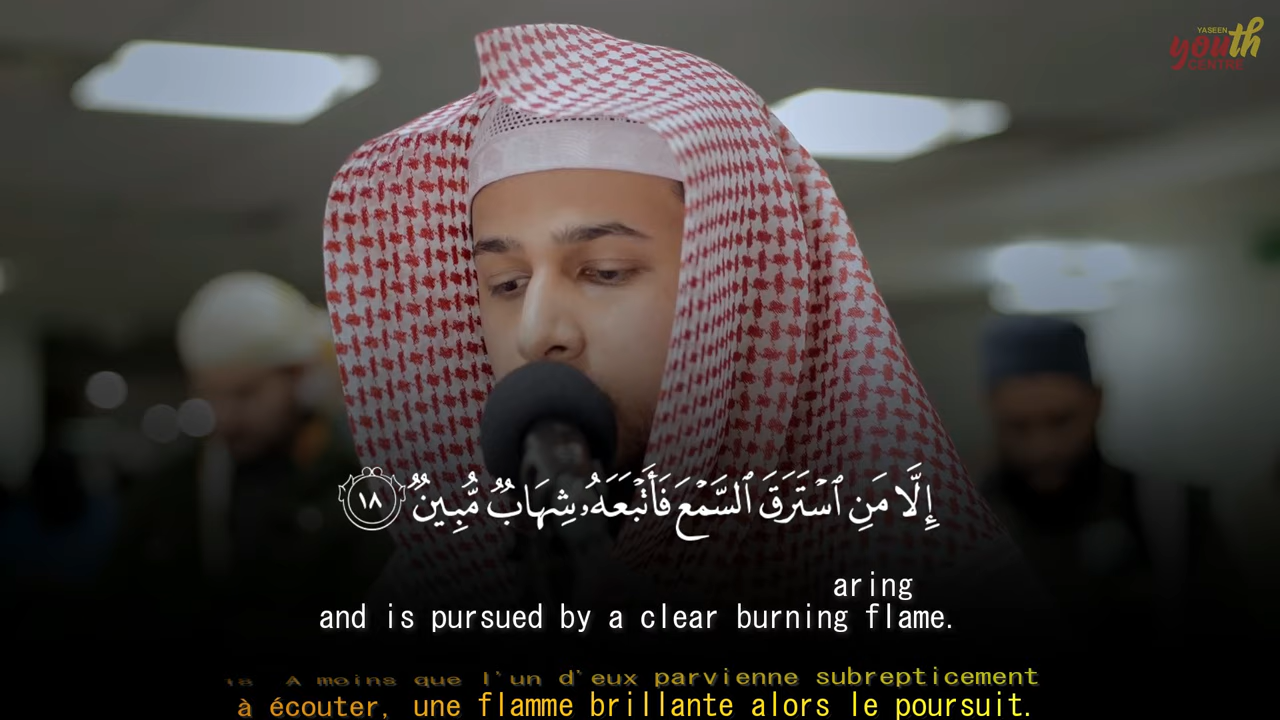 YASEEN
youth
CENTRE
إِلَّا مَنِ ٱسْتَرَقَ ٱلسَّمْعَ فَأَتْبَعَهُۥ شِهَابٌ مُّبِينٌ ١٨
aring
and is pursued by a clear burning flame.
18 A moins que l'un d'eux parvienne subrepticement
à écouter, une flamme brillante alors le poursuit.